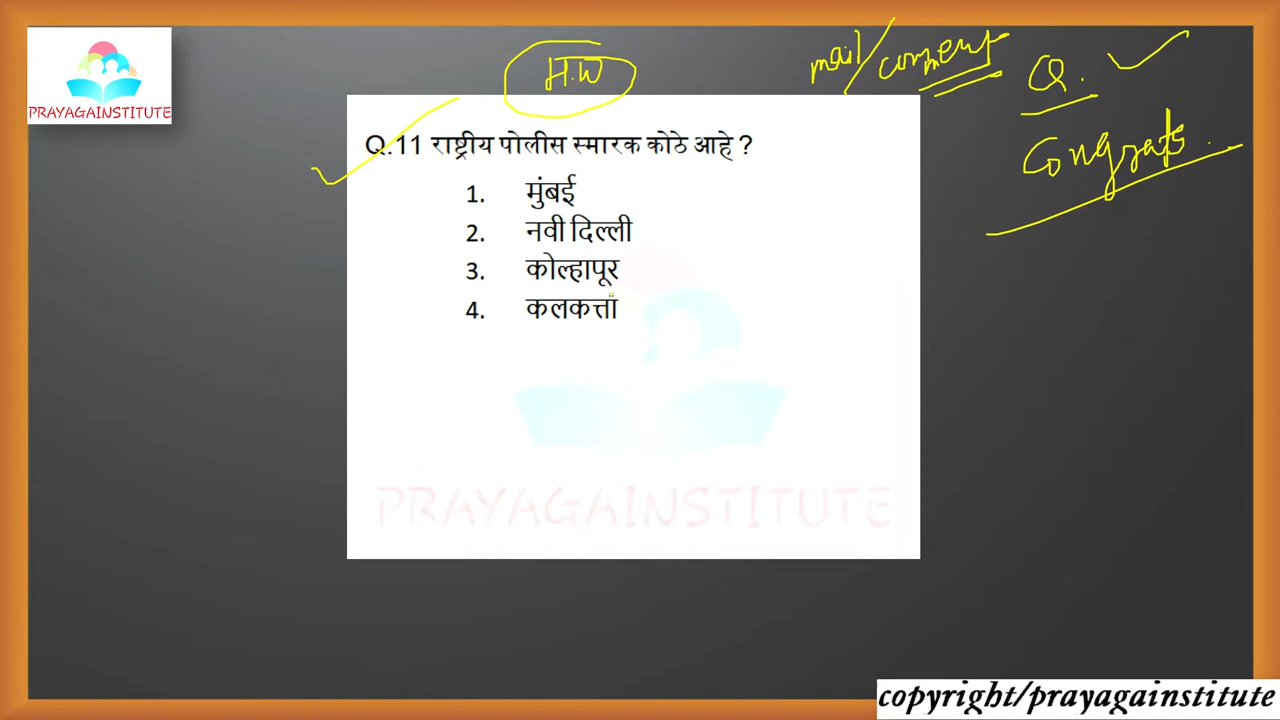 PRAYAGAINSTITUTE
H.W
mail/comment
Q.
Congrats.
Q.11 राष्ट्रीय पोलीस स्मारक कोठे आहे ?
1. मुंबई
2. नवी दिल्ली
3. कोल्हापूर
4. कलकत्ता
PRAYAGAINSTITUTE
copyright/prayagainstitute